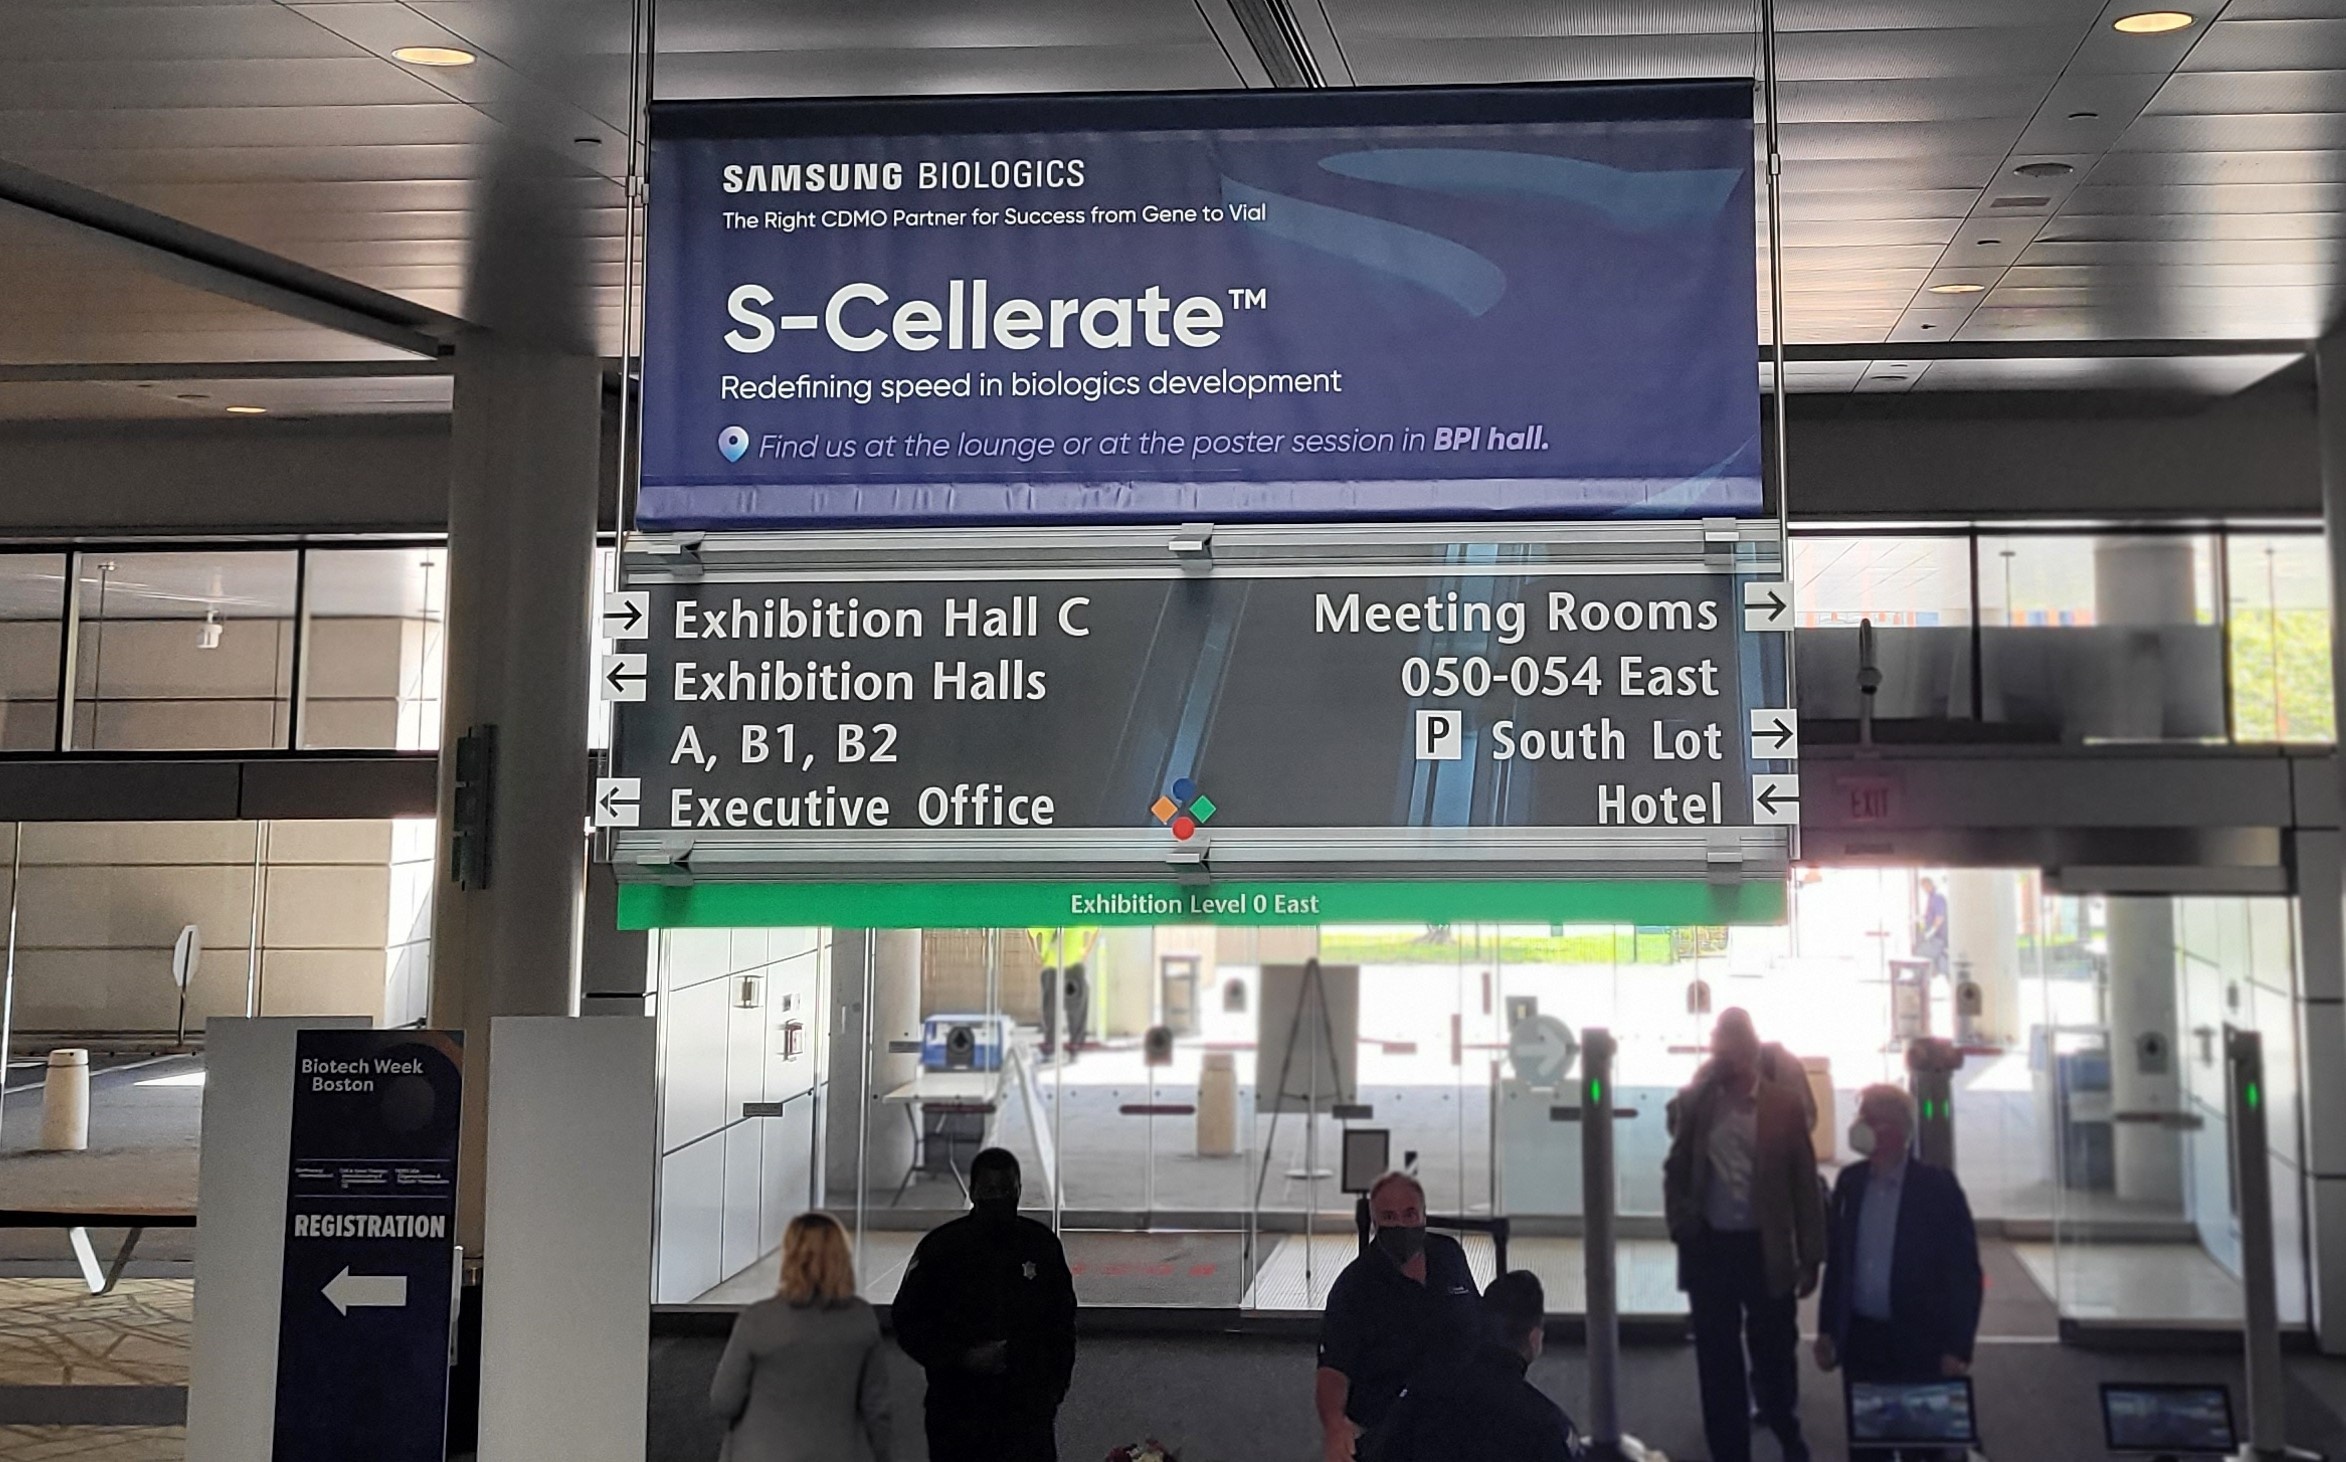 SAMSUNG BIOLOGICS
The Right CDMO Partner for Success from Gene to Vial
S-Cellerate™
Redefining speed in biologics development
Find us at the lounge or at the poster session in BPI hall.
→ Exhibition Hall C
← Exhibition Halls
A, B1, B2
← Executive Office
Meeting Rooms →
050-054 East
P South Lot →
Hotel ←
Exhibition Level 0 East
EXIT
Biotech Week
Boston
REGISTRATION
←